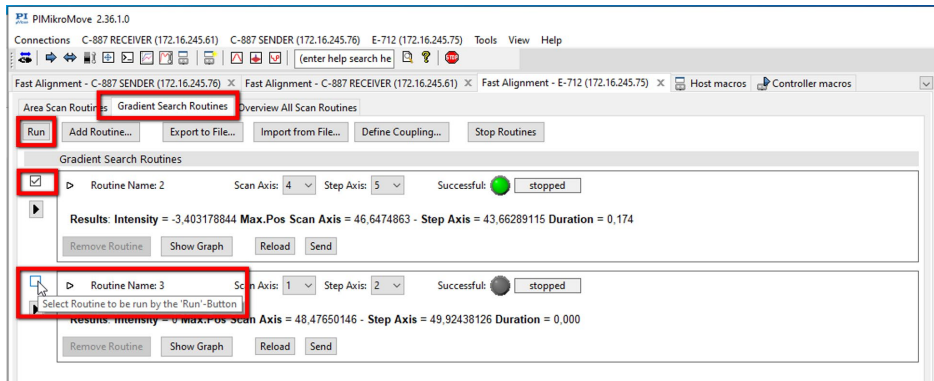 PI PIMikroMove 2.36.1.0
Connections C-887 RECEIVER (172.16.245.61) C-887 SENDER (172.16.245.76) E-712 (172.16.245.75) Tools View Help
(enter help search he
Fast Alignment - C-887 SENDER (172.16.245.76) X Fast Alignment - C-887 RECEIVER (172.16.245.61) X Fast Alignment - E-712 (172.16.245.75) X Host macros Controller macros
Area Scan Routines Gradient Search Routines Overview All Scan Routines
Run Add Routine... Export to File... Import from File... Define Coupling... Stop Routines
Gradient Search Routines
Routine Name: 2 Scan Axis: 4 Step Axis: 5 Successful: stopped
Results: Intensity = -3,403178844 Max.Pos Scan Axis = 46,6474863 - Step Axis = 43,66289115 Duration = 0,174
Remove Routine Show Graph Reload Send
Routine Name: 3 Scan Axis: 1 Step Axis: 2 Successful: stopped
Select Routine to be run by the 'Run'-Button
Results: Intensity = 0 Max.Pos Scan Axis = 48,47650146 - Step Axis = 49,92438126 Duration = 0,000
Remove Routine Show Graph Reload Send